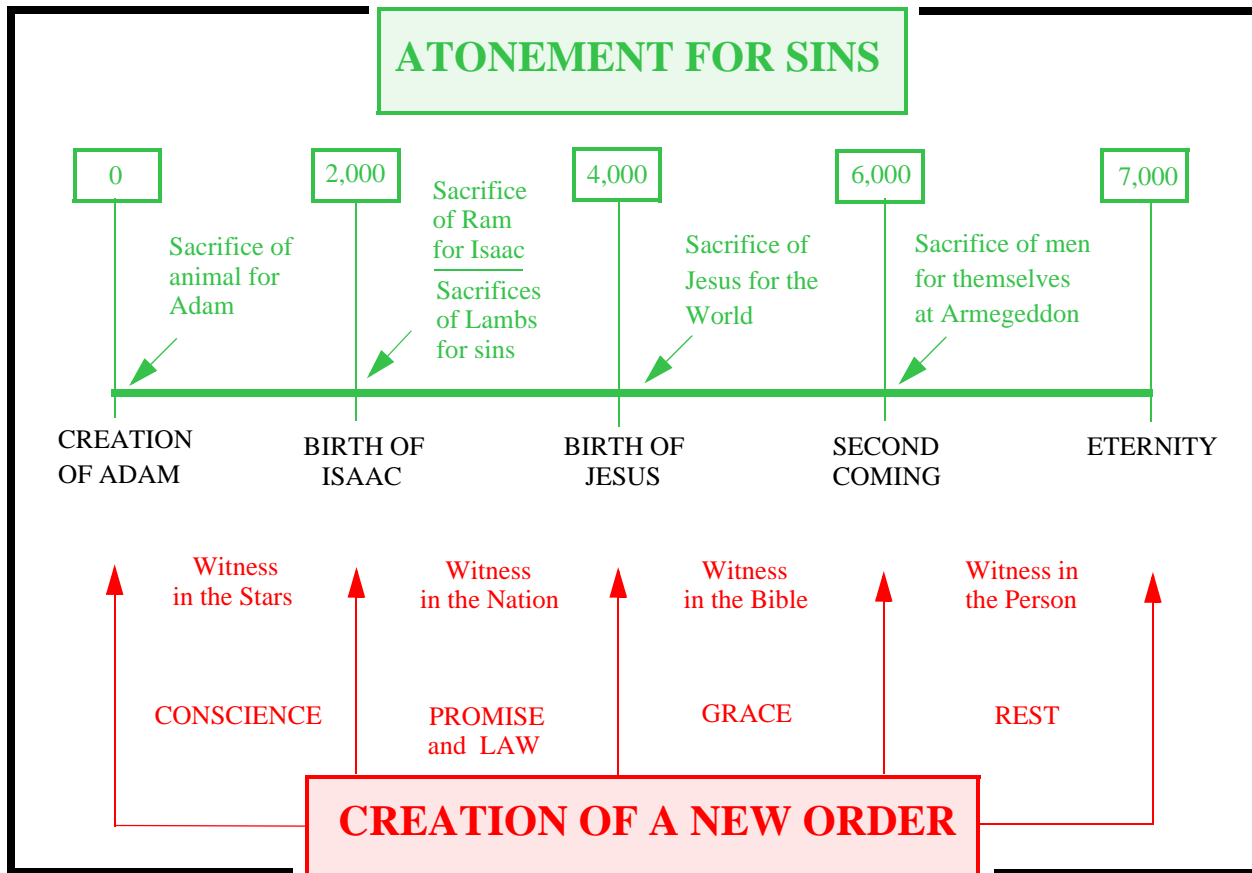 ATONEMENT FOR SINS
0
2,000
4,000
6,000
7,000
Sacrifice of
animal for
Adam
Sacrifice
of Ram
for Isaac
Sacrifices
of Lambs
for sins
Sacrifice of
Jesus for the
World
Sacrifice of men
for themselves
at Armegeddon
CREATION
OF ADAM
BIRTH OF
ISAAC
BIRTH OF
JESUS
SECOND
COMING
ETERNITY
Witness
in the Stars
Witness
in the Nation
Witness
in the Bible
Witness in
the Person
CONSCIENCE
PROMISE
and LAW
GRACE
REST
CREATION OF A NEW ORDER